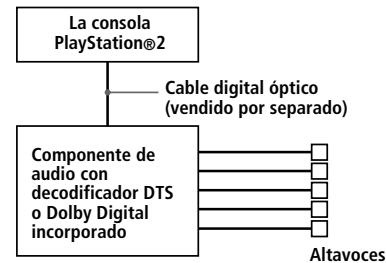 La consola
PlayStation®2
Cable digital óptico
(vendido por separado)
Componente de
audio con
decodificador DTS
o Dolby Digital
incorporado
Altavoces